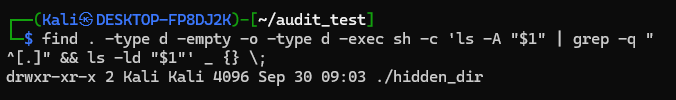 ┌──(Kali㉿DESKTOP-FP8DJ2K)-[~/audit_test]
└─$ find . -type d -empty -o -type d -exec sh -c 'ls -A "$1" | grep -q "
^[.]" && ls -ld "$1"' _ {} \;
drwxr-xr-x 2 Kali Kali 4096 Sep 30 09:03 ./hidden_dir